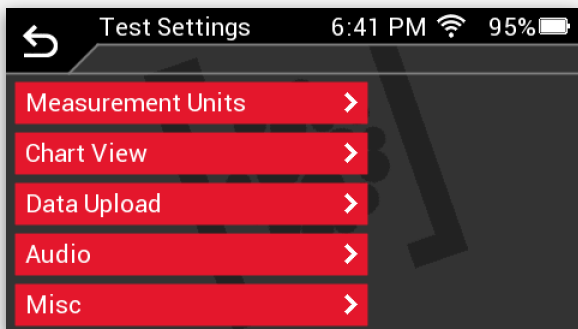 Test Settings 6:41 PM 95%
Measurement Units
Chart View
Data Upload
Audio
Misc